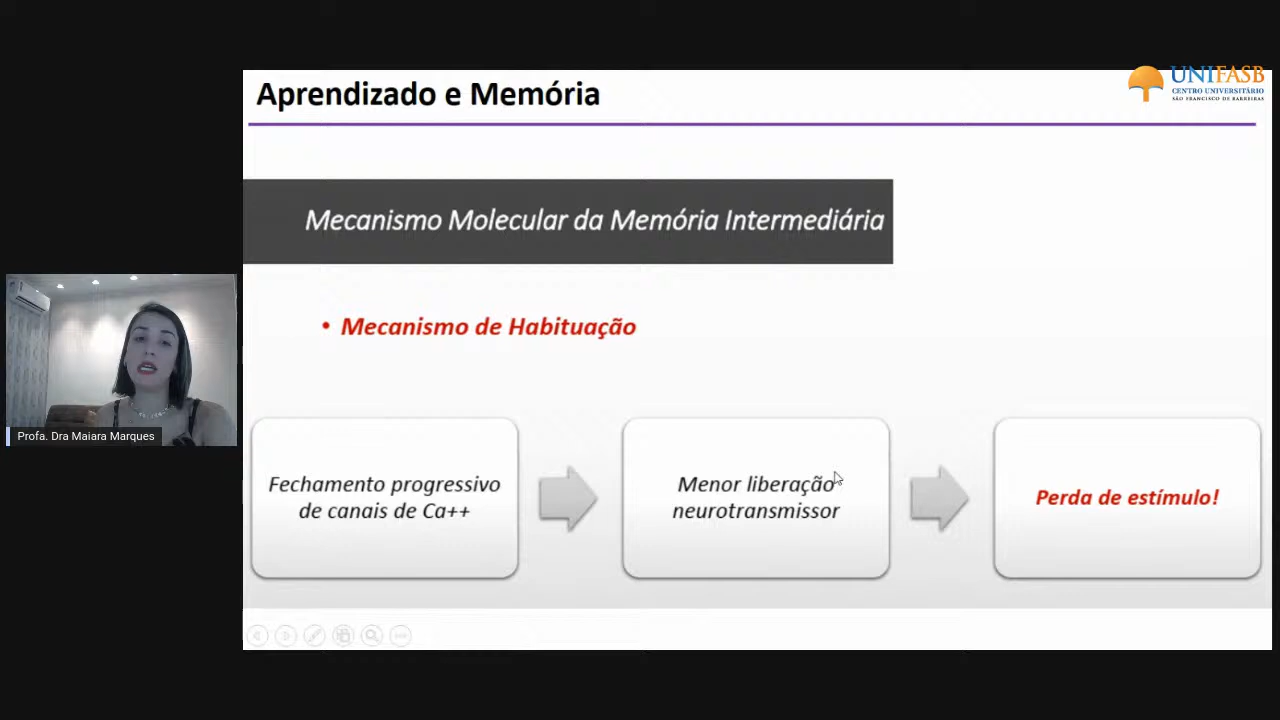 Aprendizado e Memória
UNIFASB
CENTRO UNIVERSITÁRIO
SÃO FRANCISCO DE BARREIRAS
Mecanismo Molecular da Memória Intermediária
• Mecanismo de Habituação
Fechamento progressivo
de canais de Ca++
Menor liberação
neurotransmissor
Perda de estímulo!
Profa. Dra Maiara Marques